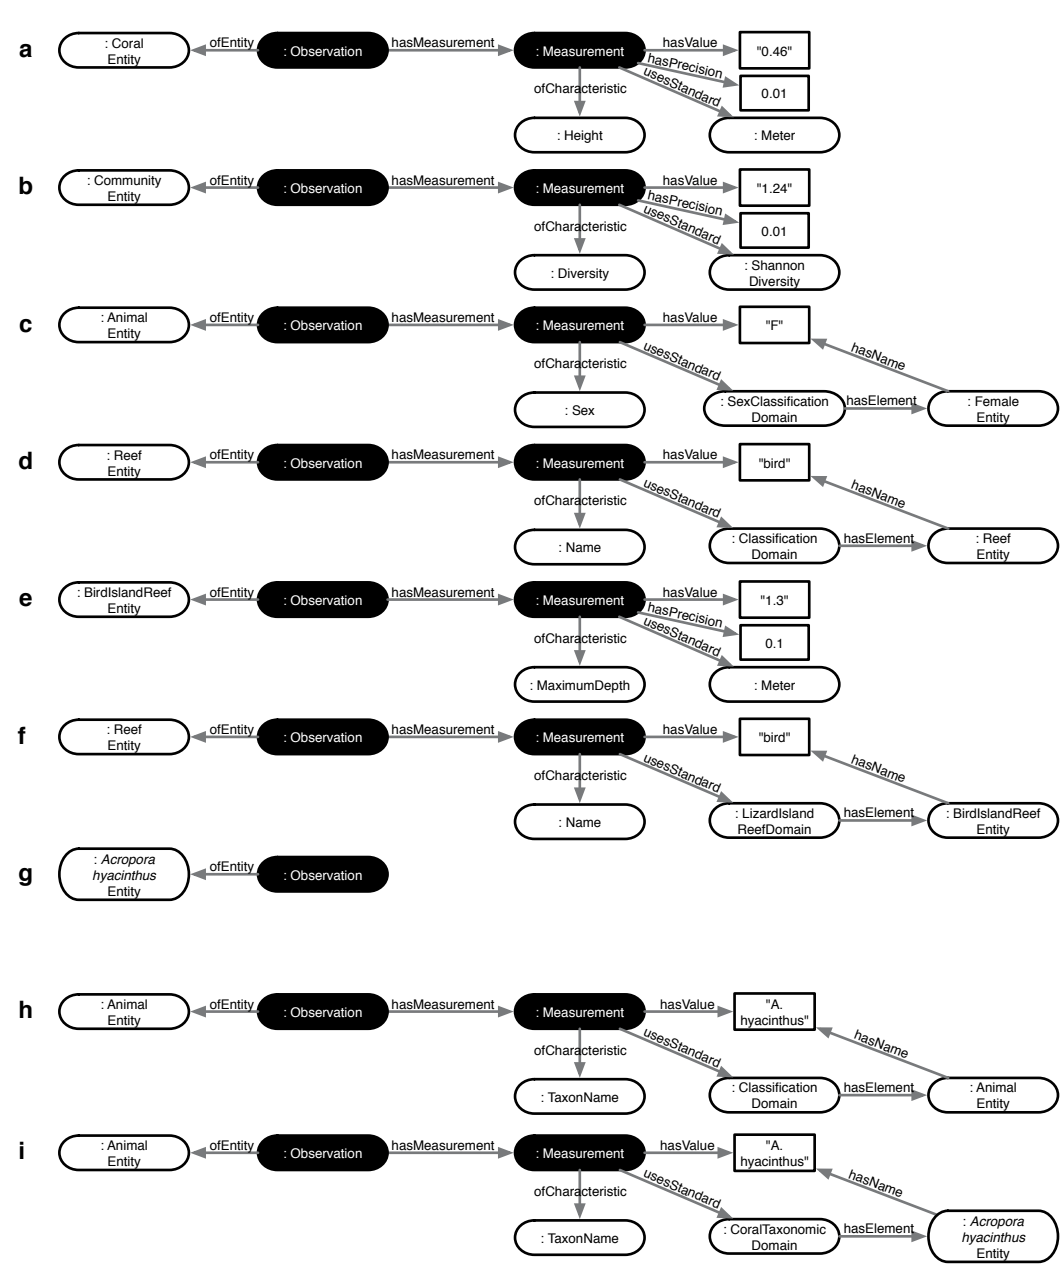 a
: Coral
Entity
ofEntity
: Observation
hasMeasurement
: Measurement
hasValue
"0.46"
hasPrecision
0.01
usesStandard
ofCharacteristic
: Height
: Meter
b
: Community
Entity
ofEntity
: Observation
hasMeasurement
: Measurement
hasValue
"1.24"
hasPrecision
0.01
usesStandard
ofCharacteristic
: Diversity
: Shannon
Diversity
c
: Animal
Entity
ofEntity
: Observation
hasMeasurement
: Measurement
hasValue
"F"
hasName
usesStandard
ofCharacteristic
: Sex
: SexClassification
Domain
hasElement
: Female
Entity
d
: Reef
Entity
ofEntity
: Observation
hasMeasurement
: Measurement
hasValue
"bird"
hasName
usesStandard
ofCharacteristic
: Name
: Classification
Domain
hasElement
: Reef
Entity
e
: BirdIslandReef
Entity
ofEntity
: Observation
hasMeasurement
: Measurement
hasValue
"1.3"
hasPrecision
0.1
usesStandard
ofCharacteristic
: MaximumDepth
: Meter
f
: Reef
Entity
ofEntity
: Observation
hasMeasurement
: Measurement
hasValue
"bird"
hasName
usesStandard
ofCharacteristic
: Name
: LizardIsland
ReefDomain
hasElement
: BirdIslandReef
Entity
g
: Acropora
hyacinthus
Entity
ofEntity
: Observation
h
: Animal
Entity
ofEntity
: Observation
hasMeasurement
: Measurement
hasValue
"A.
hyacinthus"
hasName
usesStandard
ofCharacteristic
: TaxonName
: Classification
Domain
hasElement
: Animal
Entity
i
: Animal
Entity
ofEntity
: Observation
hasMeasurement
: Measurement
hasValue
"A.
hyacinthus"
hasName
usesStandard
ofCharacteristic
: TaxonName
: CoralTaxonomic
Domain
hasElement
: Acropora
hyacinthus
Entity